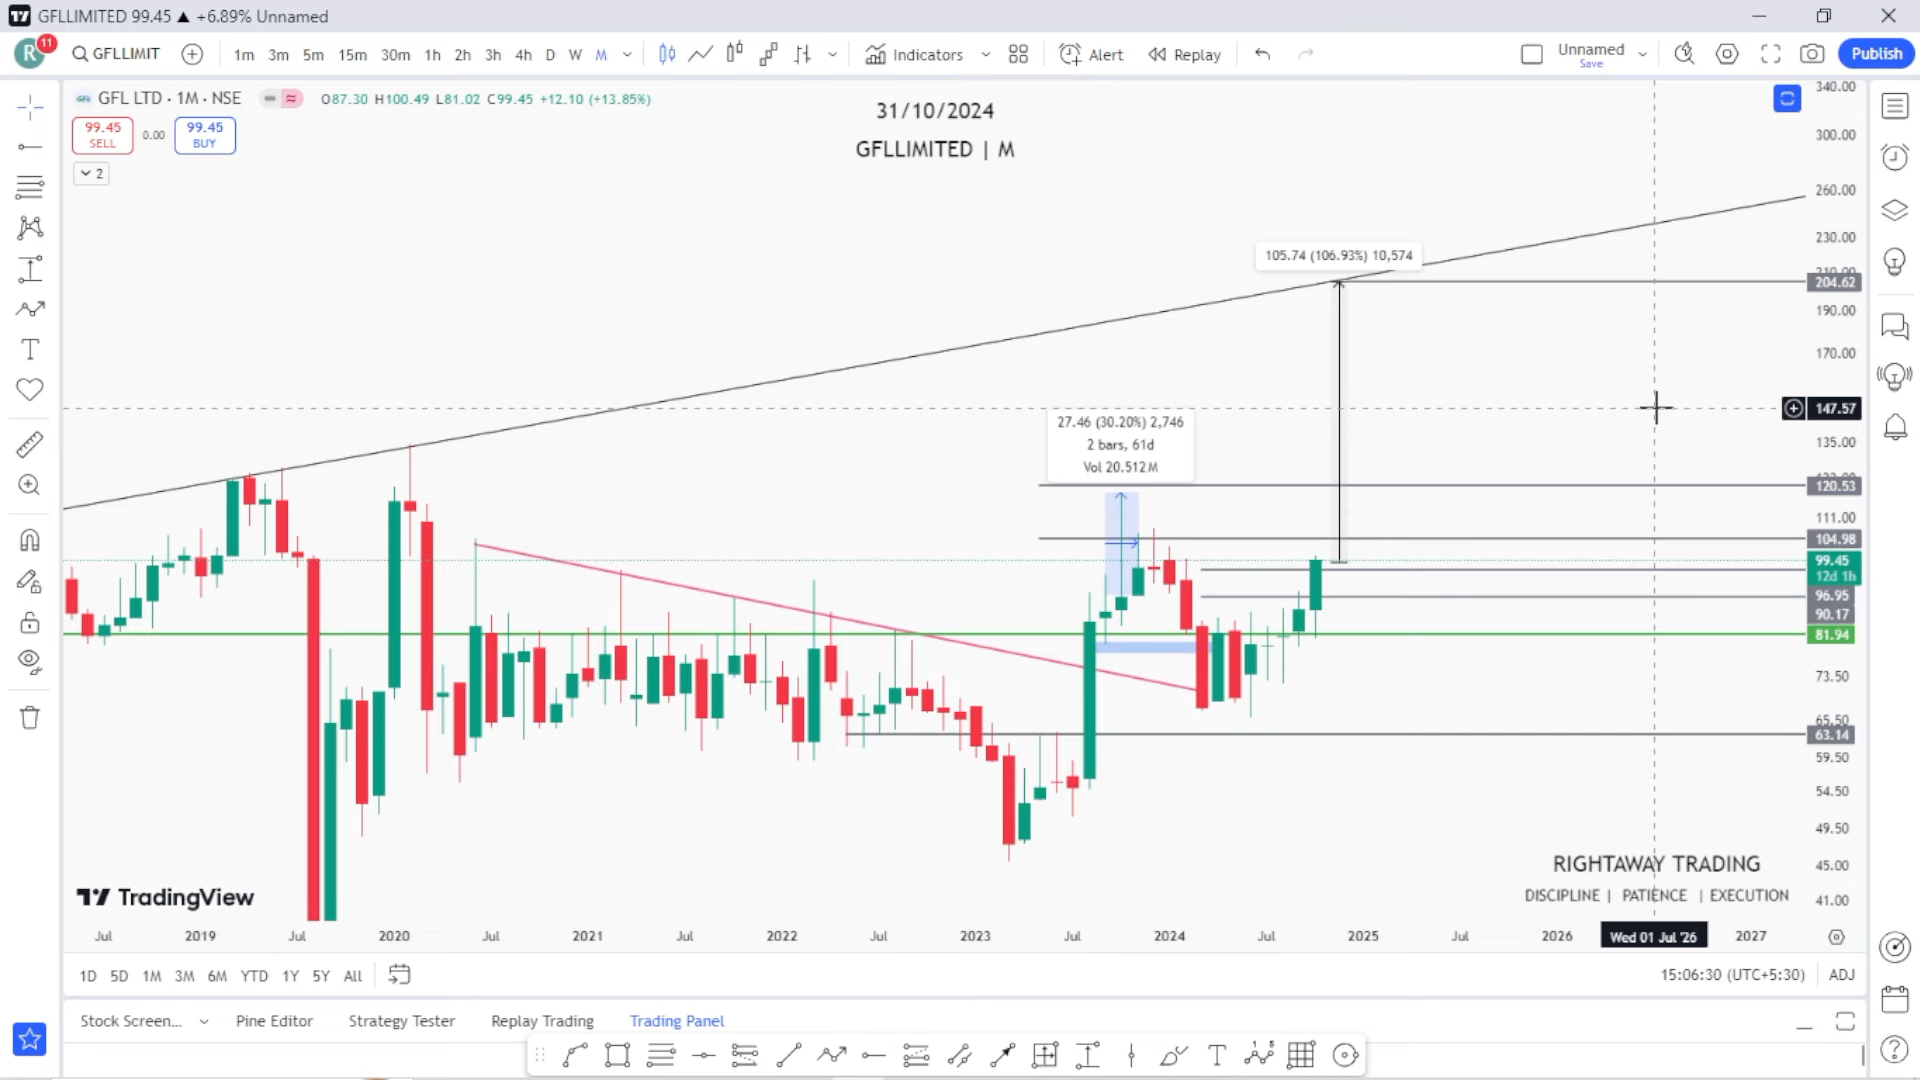 GFLLIMITED 99.45 ▲ +6.89% Unnamed
R 11 GFLLIMIT 1m 3m 5m 15m 30m 1h 2h 3h 4h D W M Indicators Alert Replay Unnamed Save Publish
GFL LTD · 1M · NSE O87.30 H100.49 L81.02 C99.45 +12.10 (+13.85%)
99.45 SELL 0.00 99.45 BUY
2
31/10/2024
GFLLIMITED | M
105.74 (106.93%) 10,574
27.46 (30.20%) 2,746
2 bars, 61d
Vol 20.512M
340.00
300.00
260.00
230.00
204.62
190.00
170.00
147.57
135.00
120.53
111.00
104.98
99.45
12d 1h
96.95
90.17
81.94
73.50
65.50
63.14
59.50
54.50
49.50
45.00
41.00
RIGHTAWAY TRADING
DISCIPLINE | PATIENCE | EXECUTION
TradingView
Jul 2019 Jul 2020 Jul 2021 Jul 2022 Jul 2023 Jul 2024 Jul 2025 Jul 2026 Wed 01 Jul '26 2027
1D 5D 1M 3M 6M YTD 1Y 5Y All 15:06:30 (UTC+5:30) ADJ
Stock Screen... Pine Editor Strategy Tester Replay Trading Trading Panel